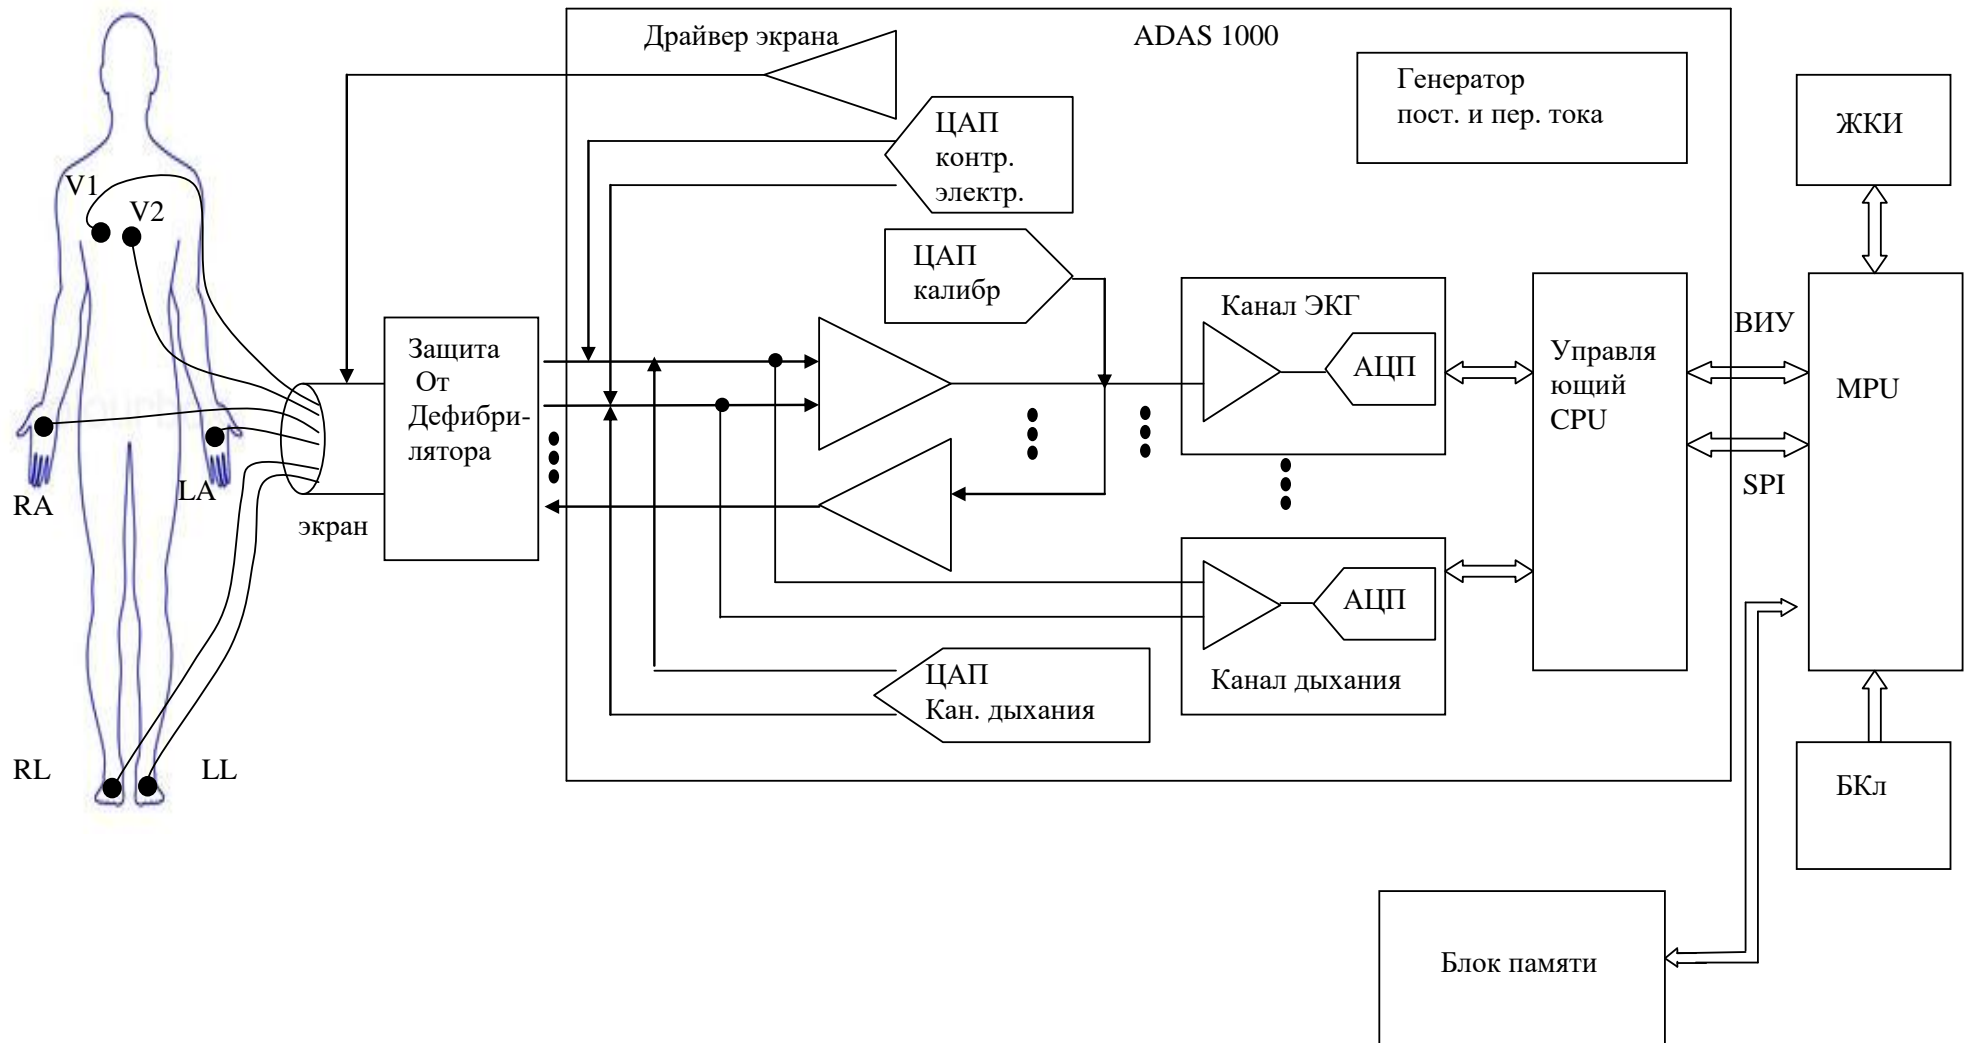 Драйвер экрана
ADAS 1000
Генератор
пост. и пер. тока
ЦАП
контр.
электр.
ЖКИ
V1
V2
ЦАП
калибр
Канал ЭКГ
АЦП
Защита
От
Дефибри-
лятора
Управля
ющий
CPU
ВИУ
MPU
SPI
RA
LA
экран
АЦП
Канал дыхания
ЦАП
Кан. дыхания
RL
LL
БКл
Блок памяти